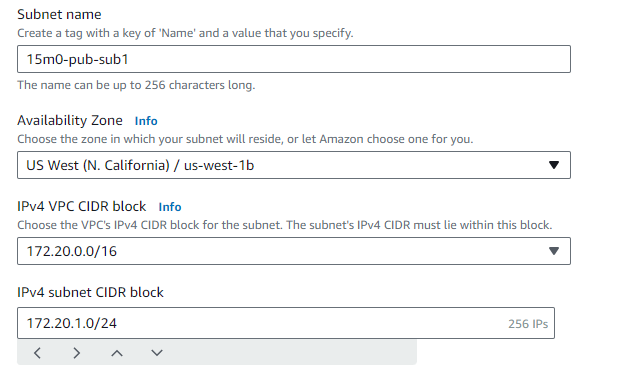 Subnet name
Create a tag with a key of 'Name' and a value that you specify.
15m0-pub-sub1
The name can be up to 256 characters long.
Availability Zone Info
Choose the zone in which your subnet will reside, or let Amazon choose one for you.
US West (N. California) / us-west-1b
IPv4 VPC CIDR block Info
Choose the VPC's IPv4 CIDR block for the subnet. The subnet's IPv4 CIDR must lie within this block.
172.20.0.0/16
IPv4 subnet CIDR block
172.20.1.0/24 256 IPs